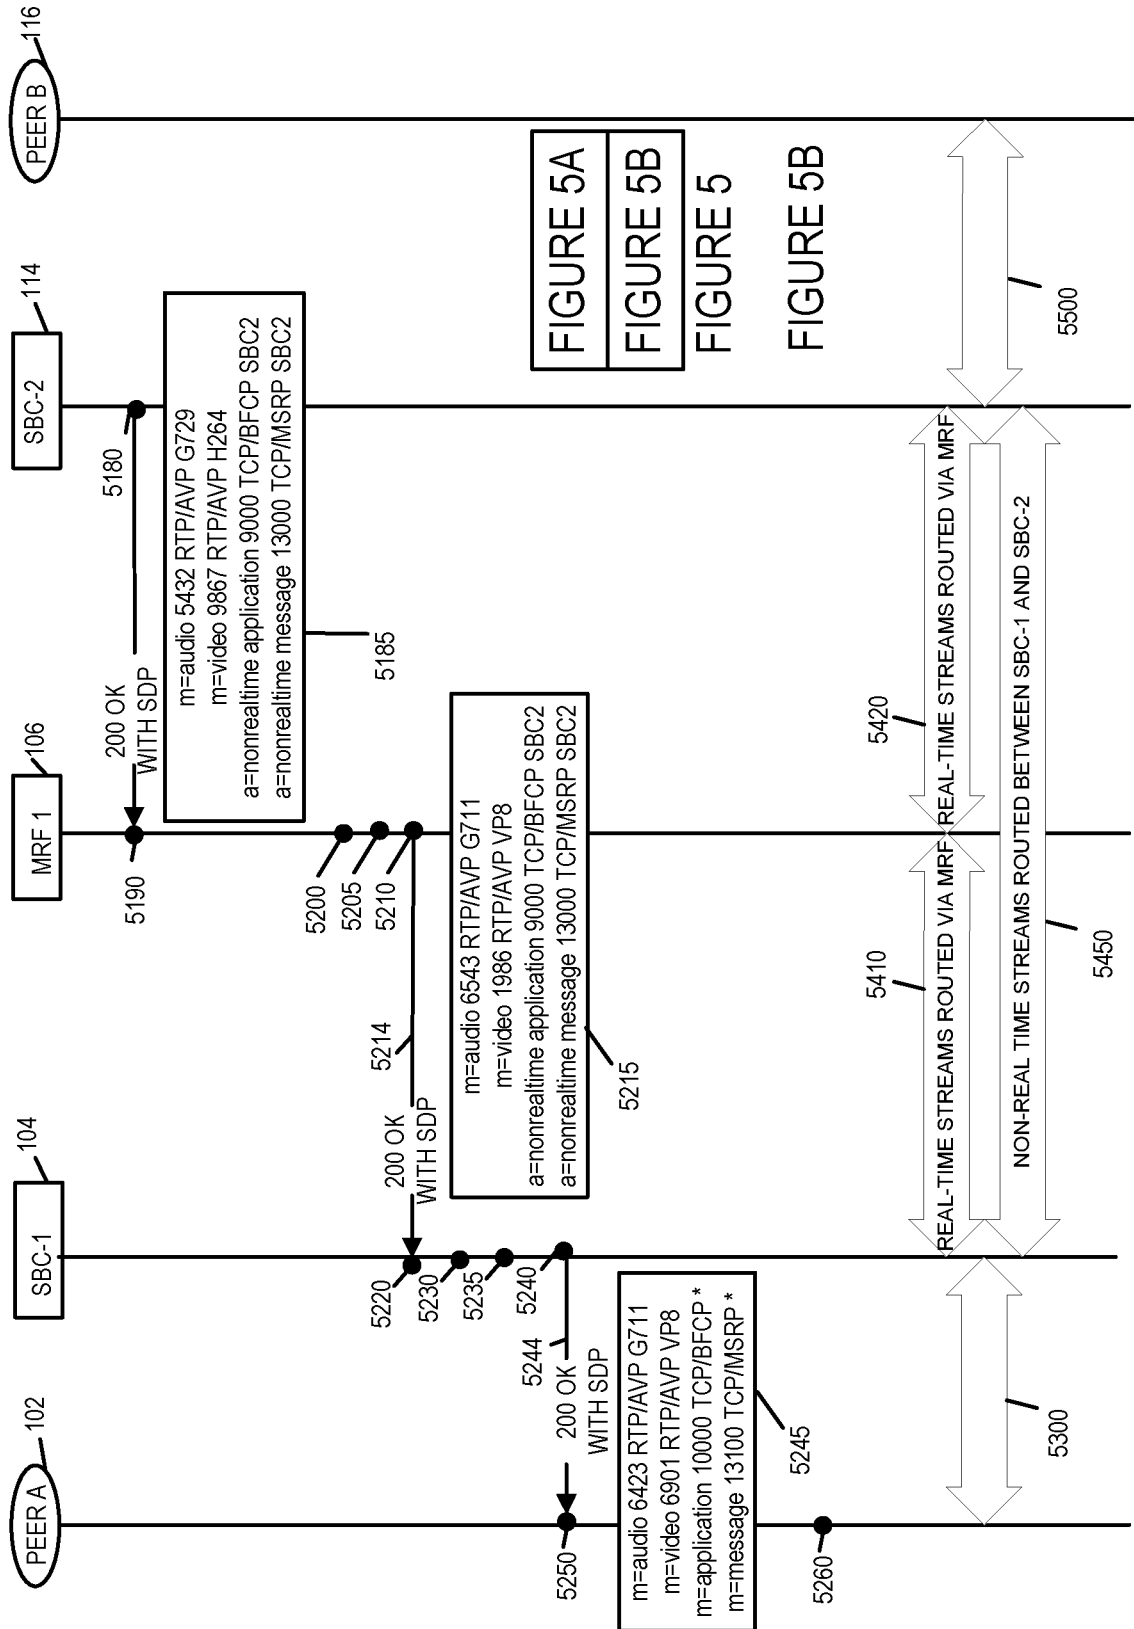 PEER A
102
SBC-1
104
MRF 1
106
SBC-2
114
PEER B
116
5180
200 OK
WITH SDP
5190
m=audio 5432 RTP/AVP G729
m=video 9867 RTP/AVP H264
a=nonrealtime application 9000 TCP/BFCP SBC2
a=nonrealtime message 13000 TCP/MSRP SBC2
5185
5200
5205
5210
5214
200 OK
WITH SDP
5220
m=audio 6543 RTP/AVP G711
m=video 1986 RTP/AVP VP8
a=nonrealtime application 9000 TCP/BFCP SBC2
a=nonrealtime message 13000 TCP/MSRP SBC2
5215
5230
5235
5240
5244
200 OK
WITH SDP
5250
m=audio 6423 RTP/AVP G711
m=video 6901 RTP/AVP VP8
m=application 10000 TCP/BFCP *
m=message 13100 TCP/MSRP *
5245
5260
FIGURE 5A
FIGURE 5B
FIGURE 5
FIGURE 5B
5410
5420
REAL-TIME STREAMS ROUTED VIA MRF
REAL-TIME STREAMS ROUTED VIA MRF
NON-REAL TIME STREAMS ROUTED BETWEEN SBC-1 AND SBC-2
5300
5450
5500